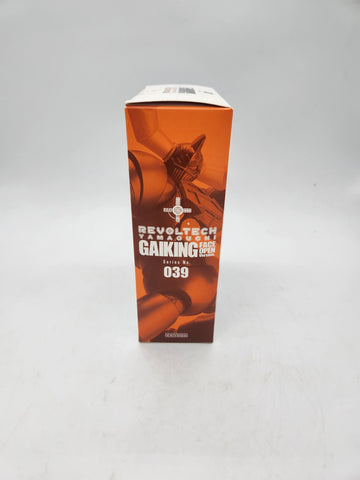 REVOLTECH
YAMAGUCHI
GAIKING FACE
OPEN
Series No.
039